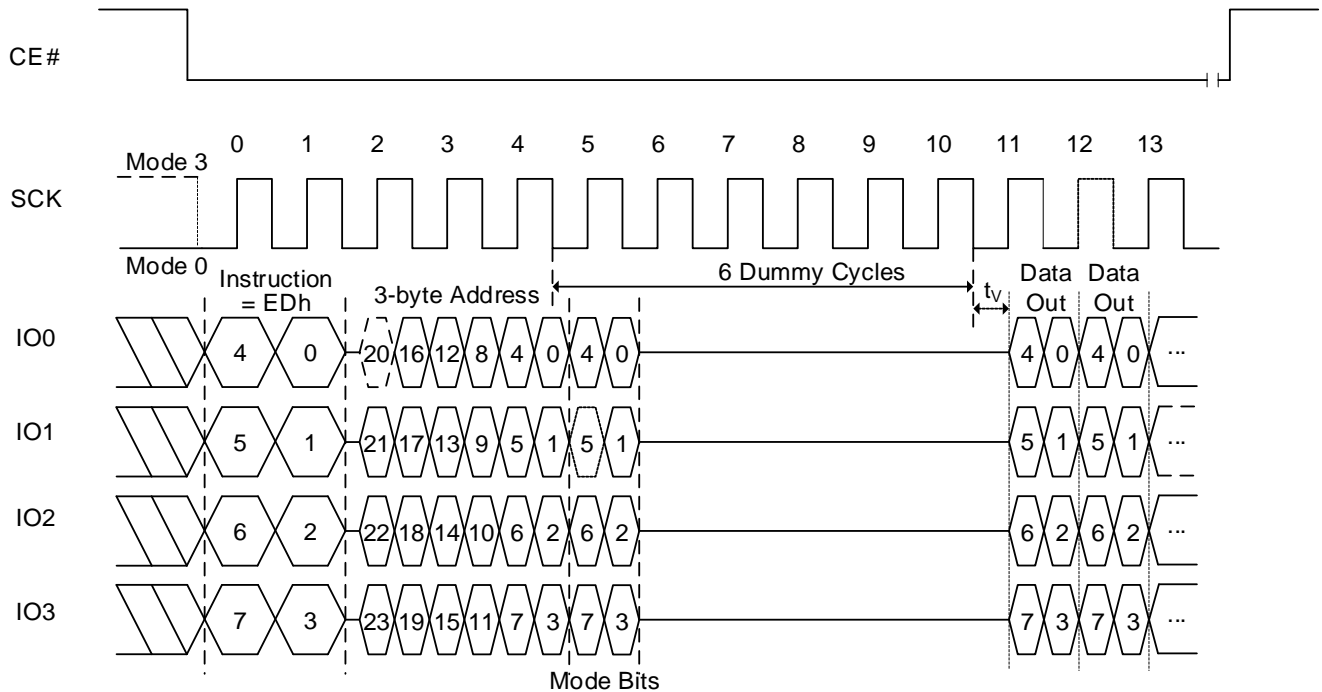 CE#
0 1 2 3 4 5 6 7 8 9 10 11 12 13
Mode 3
SCK
Mode 0
Instruction
= EDh
3-byte Address
6 Dummy Cycles
tV
Data
Out
Data
Out
IO0 4 0 20 16 12 8 4 0 4 0 4 0 4 0 ...
IO1 5 1 21 17 13 9 5 1 5 1 5 1 5 1 ...
IO2 6 2 22 18 14 10 6 2 6 2 6 2 6 2 ...
IO3 7 3 23 19 15 11 7 3 7 3 7 3 7 3 ...
Mode Bits